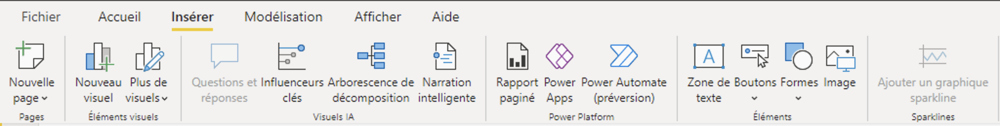 Fichier Accueil Insérer Modélisation Afficher Aide
Nouvelle page
Nouveau visuel
Plus de visuels
Questions et réponses
Influenceurs clés
Arborescence de décomposition
Narration intelligente
Rapport paginé
Power Apps
Power Automate (préversion)
A
Zone de texte
Boutons
Formes
Image
Ajouter un graphique sparkline
Pages Éléments visuels Visuels IA Power Platform Éléments Sparklines